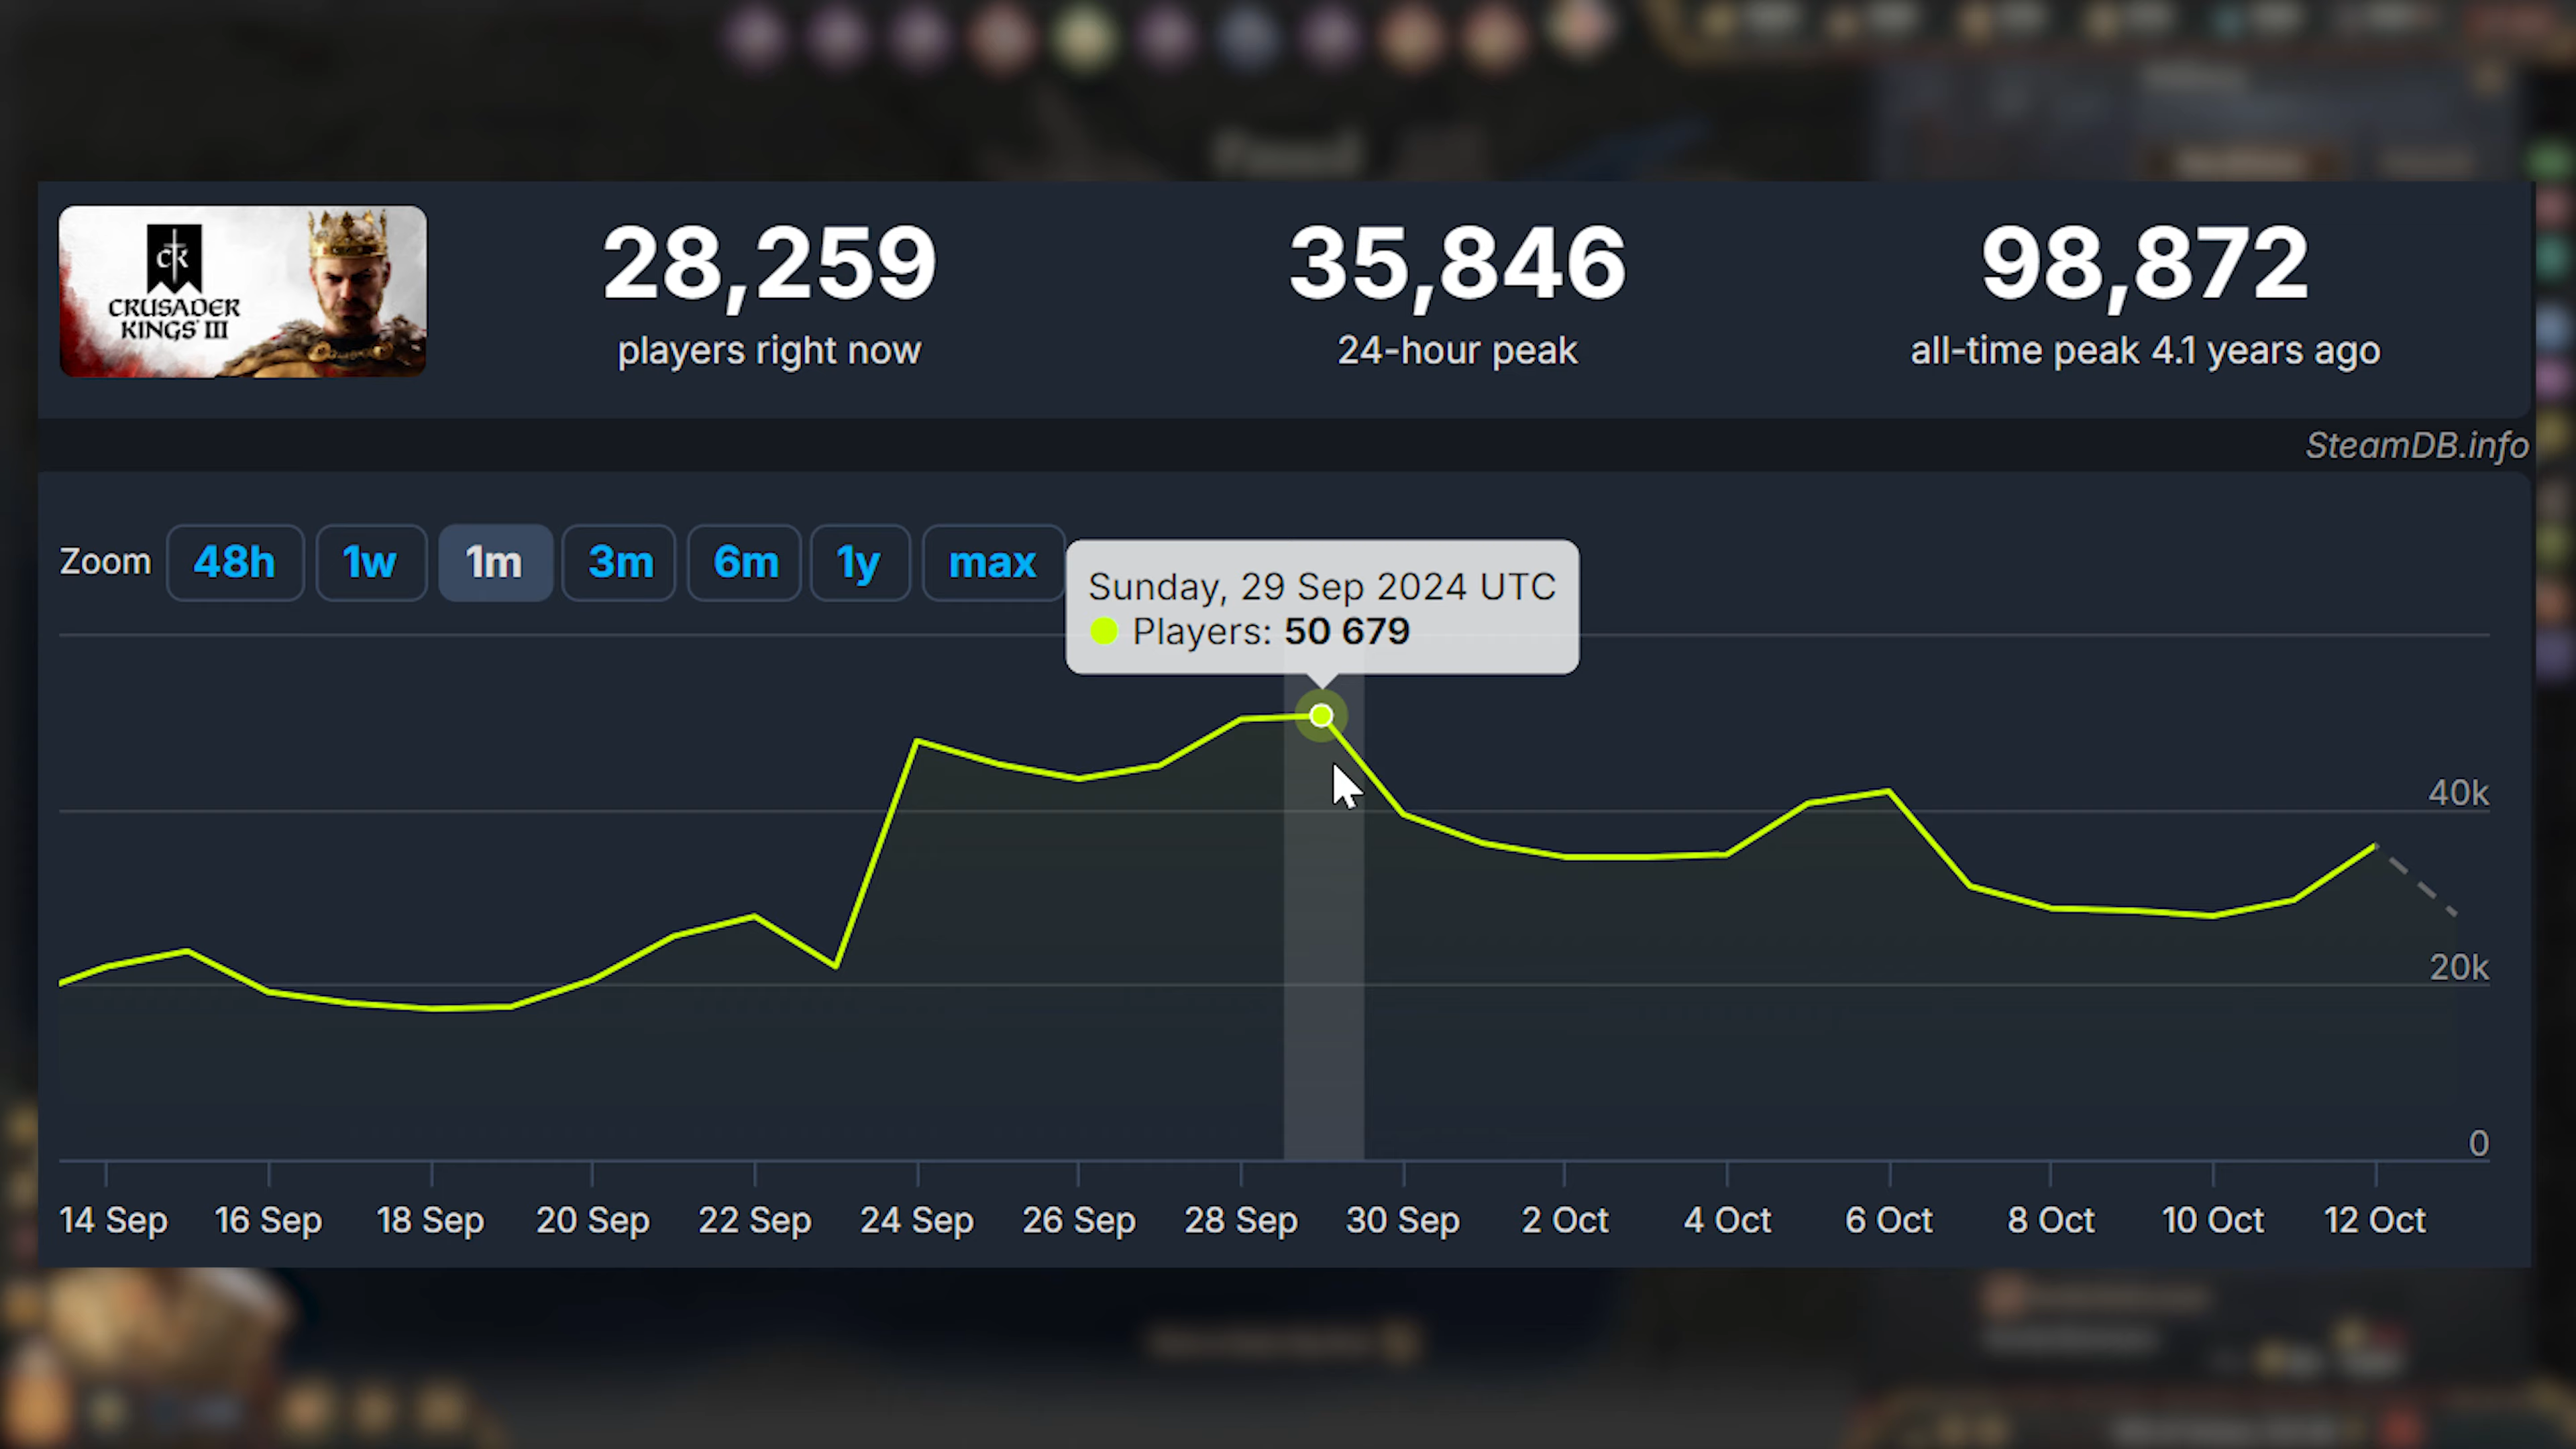 CK
CRUSADER
KINGS III
28,259
players right now
35,846
24-hour peak
98,872
all-time peak 4.1 years ago
SteamDB.info
Zoom 48h 1w 1m 3m 6m 1y max
Sunday, 29 Sep 2024 UTC
Players: 50 679
40k
20k
0
14 Sep 16 Sep 18 Sep 20 Sep 22 Sep 24 Sep 26 Sep 28 Sep 30 Sep 2 Oct 4 Oct 6 Oct 8 Oct 10 Oct 12 Oct